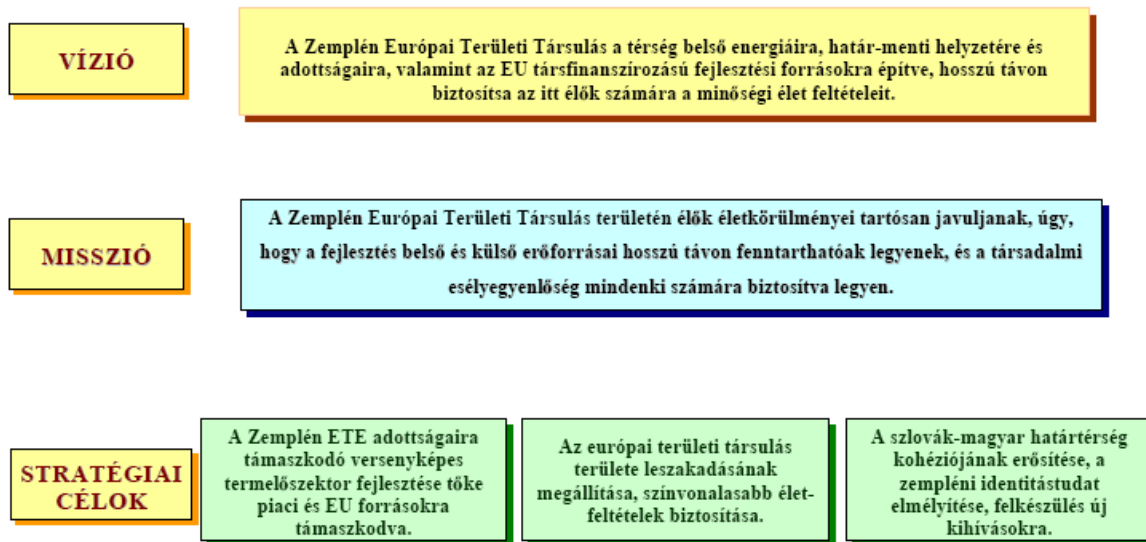 VÍZIÓ
A Zemplén Európai Területi Társulás a térség belső energiáira, határ-menti helyzetére és
adottságaira, valamint az EU társfinanszírozású fejlesztési forrásokra építve, hosszú távon
biztosítsa az itt élők számára a minőségi élet feltételeit.
MISSZIÓ
A Zemplén Európai Területi Társulás területén élők életkörülményei tartósan javuljanak, úgy,
hogy a fejlesztés belső és külső erőforrásai hosszú távon fenntarthatóak legyenek, és a társadalmi
esélyegyenlőség mindenki számára biztosítva legyen.
STRATÉGIAI
CÉLOK
A Zemplén ETE adottságaira
támaszkodó versenyképes
termelőszektor fejlesztése tőke
piaci és EU forrásokra
támaszkodva.
Az európai területi társulás
területe leszakadásának
megállítása, színvonalasabb élet-
feltételek biztosítása.
A szlovák-magyar határtérség
kohéziójának erősítése, a
zempléni identitástudat
elmélyítése, felkészülés új
kihívásokra.